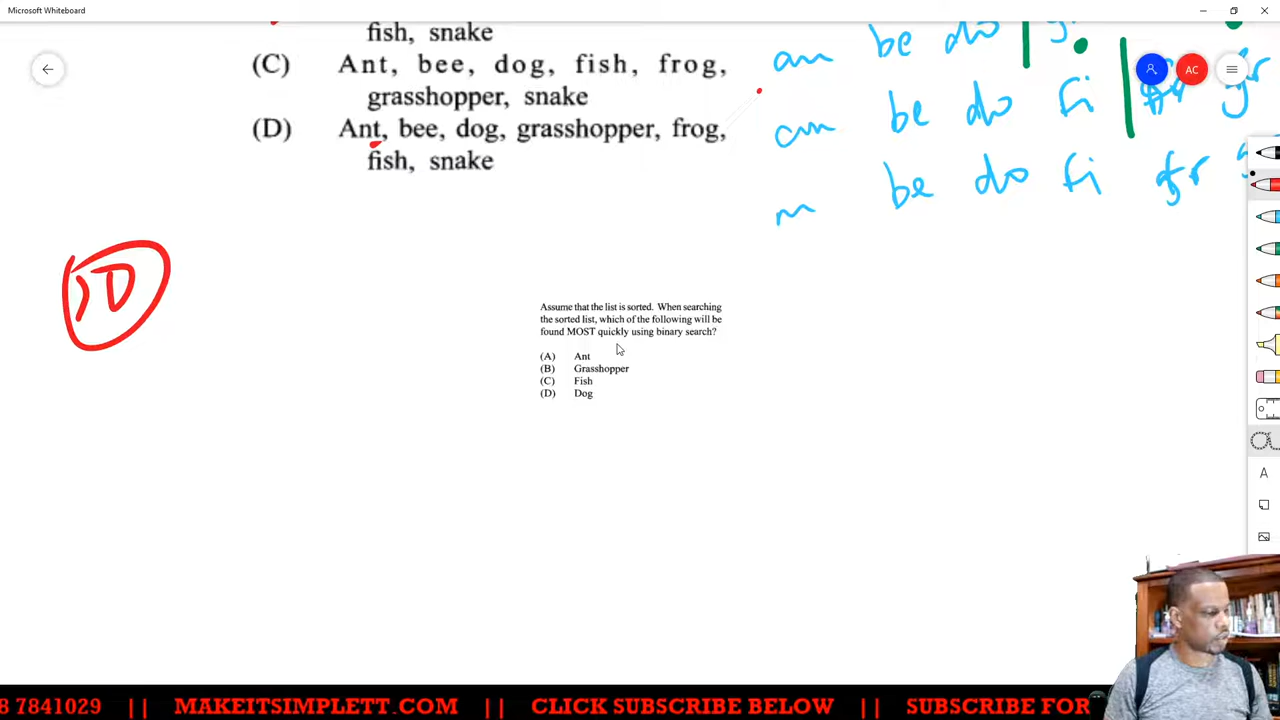 Microsoft Whiteboard
fish, snake
(C) Ant, bee, dog, fish, frog,
grasshopper, snake
(D) Ant, bee, dog, grasshopper, frog,
fish, snake
an be do
an be do fi gr
be do fi fr
AC
Assume that the list is sorted. When searching
the sorted list, which of the following will be
found MOST quickly using binary search?
(A) Ant
(B) Grasshopper
(C) Fish
(D) Dog
A
8 7841029 || MAKEITSIMPLETT.COM || CLICK SUBSCRIBE BELOW || SUBSCRIBE FOR